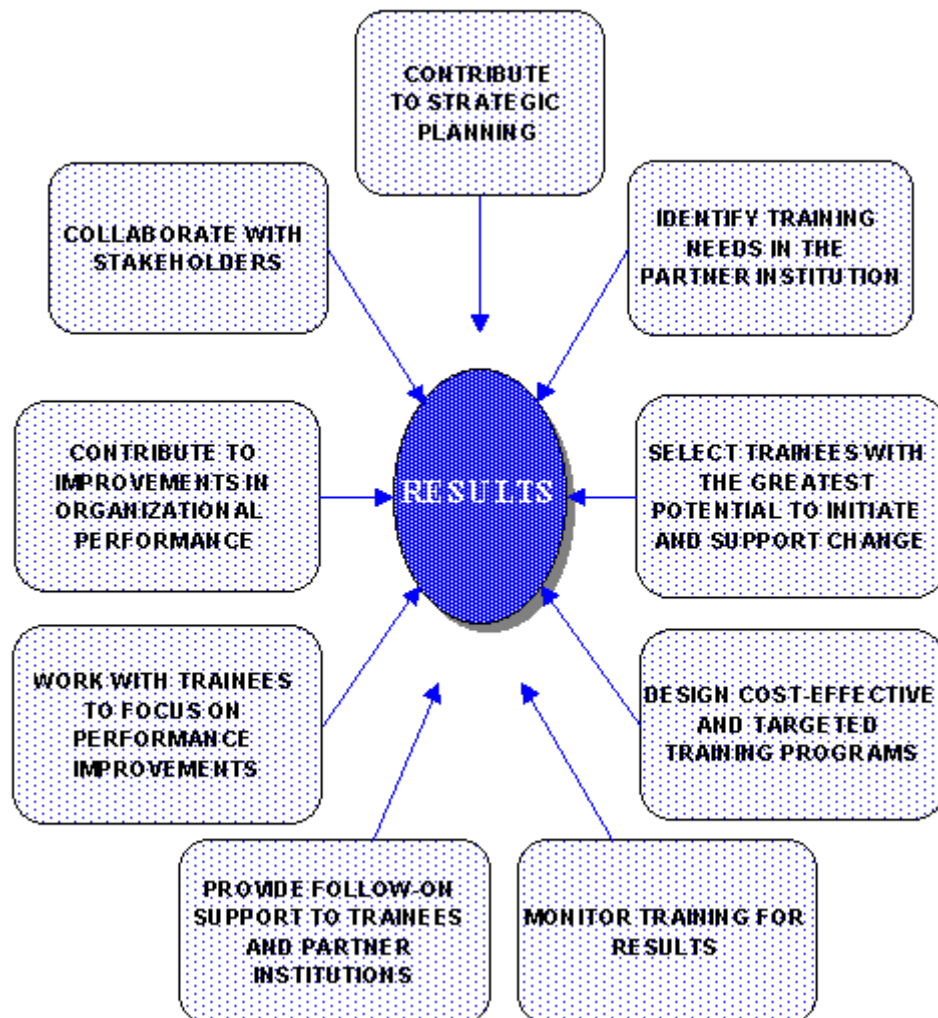 CONTRIBUTE
TO STRATEGIC
PLANNING
COLLABORATE WITH
STAKEHOLDERS
IDENTIFY TRAINING
NEEDS IN THE
PARTNER INSTITUTION
CONTRIBUTE TO
IMPROVEMENTS IN
ORGANIZATIONAL
PERFORMANCE
RESULTS
SELECT TRAINEES WITH
THE GREATEST
POTENTIAL TO INITIATE
AND SUPPORT CHANGE
WORK WITH TRAINEES
TO FOCUS ON
PERFORMANCE
IMPROVEMENTS
DESIGN COST-EFFECTIVE
AND TARGETED
TRAINING PROGRAMS
PROVIDE FOLLOW-ON
SUPPORT TO TRAINEES
AND PARTNER
INSTITUTIONS
MONITOR TRAINING FOR
RESULTS